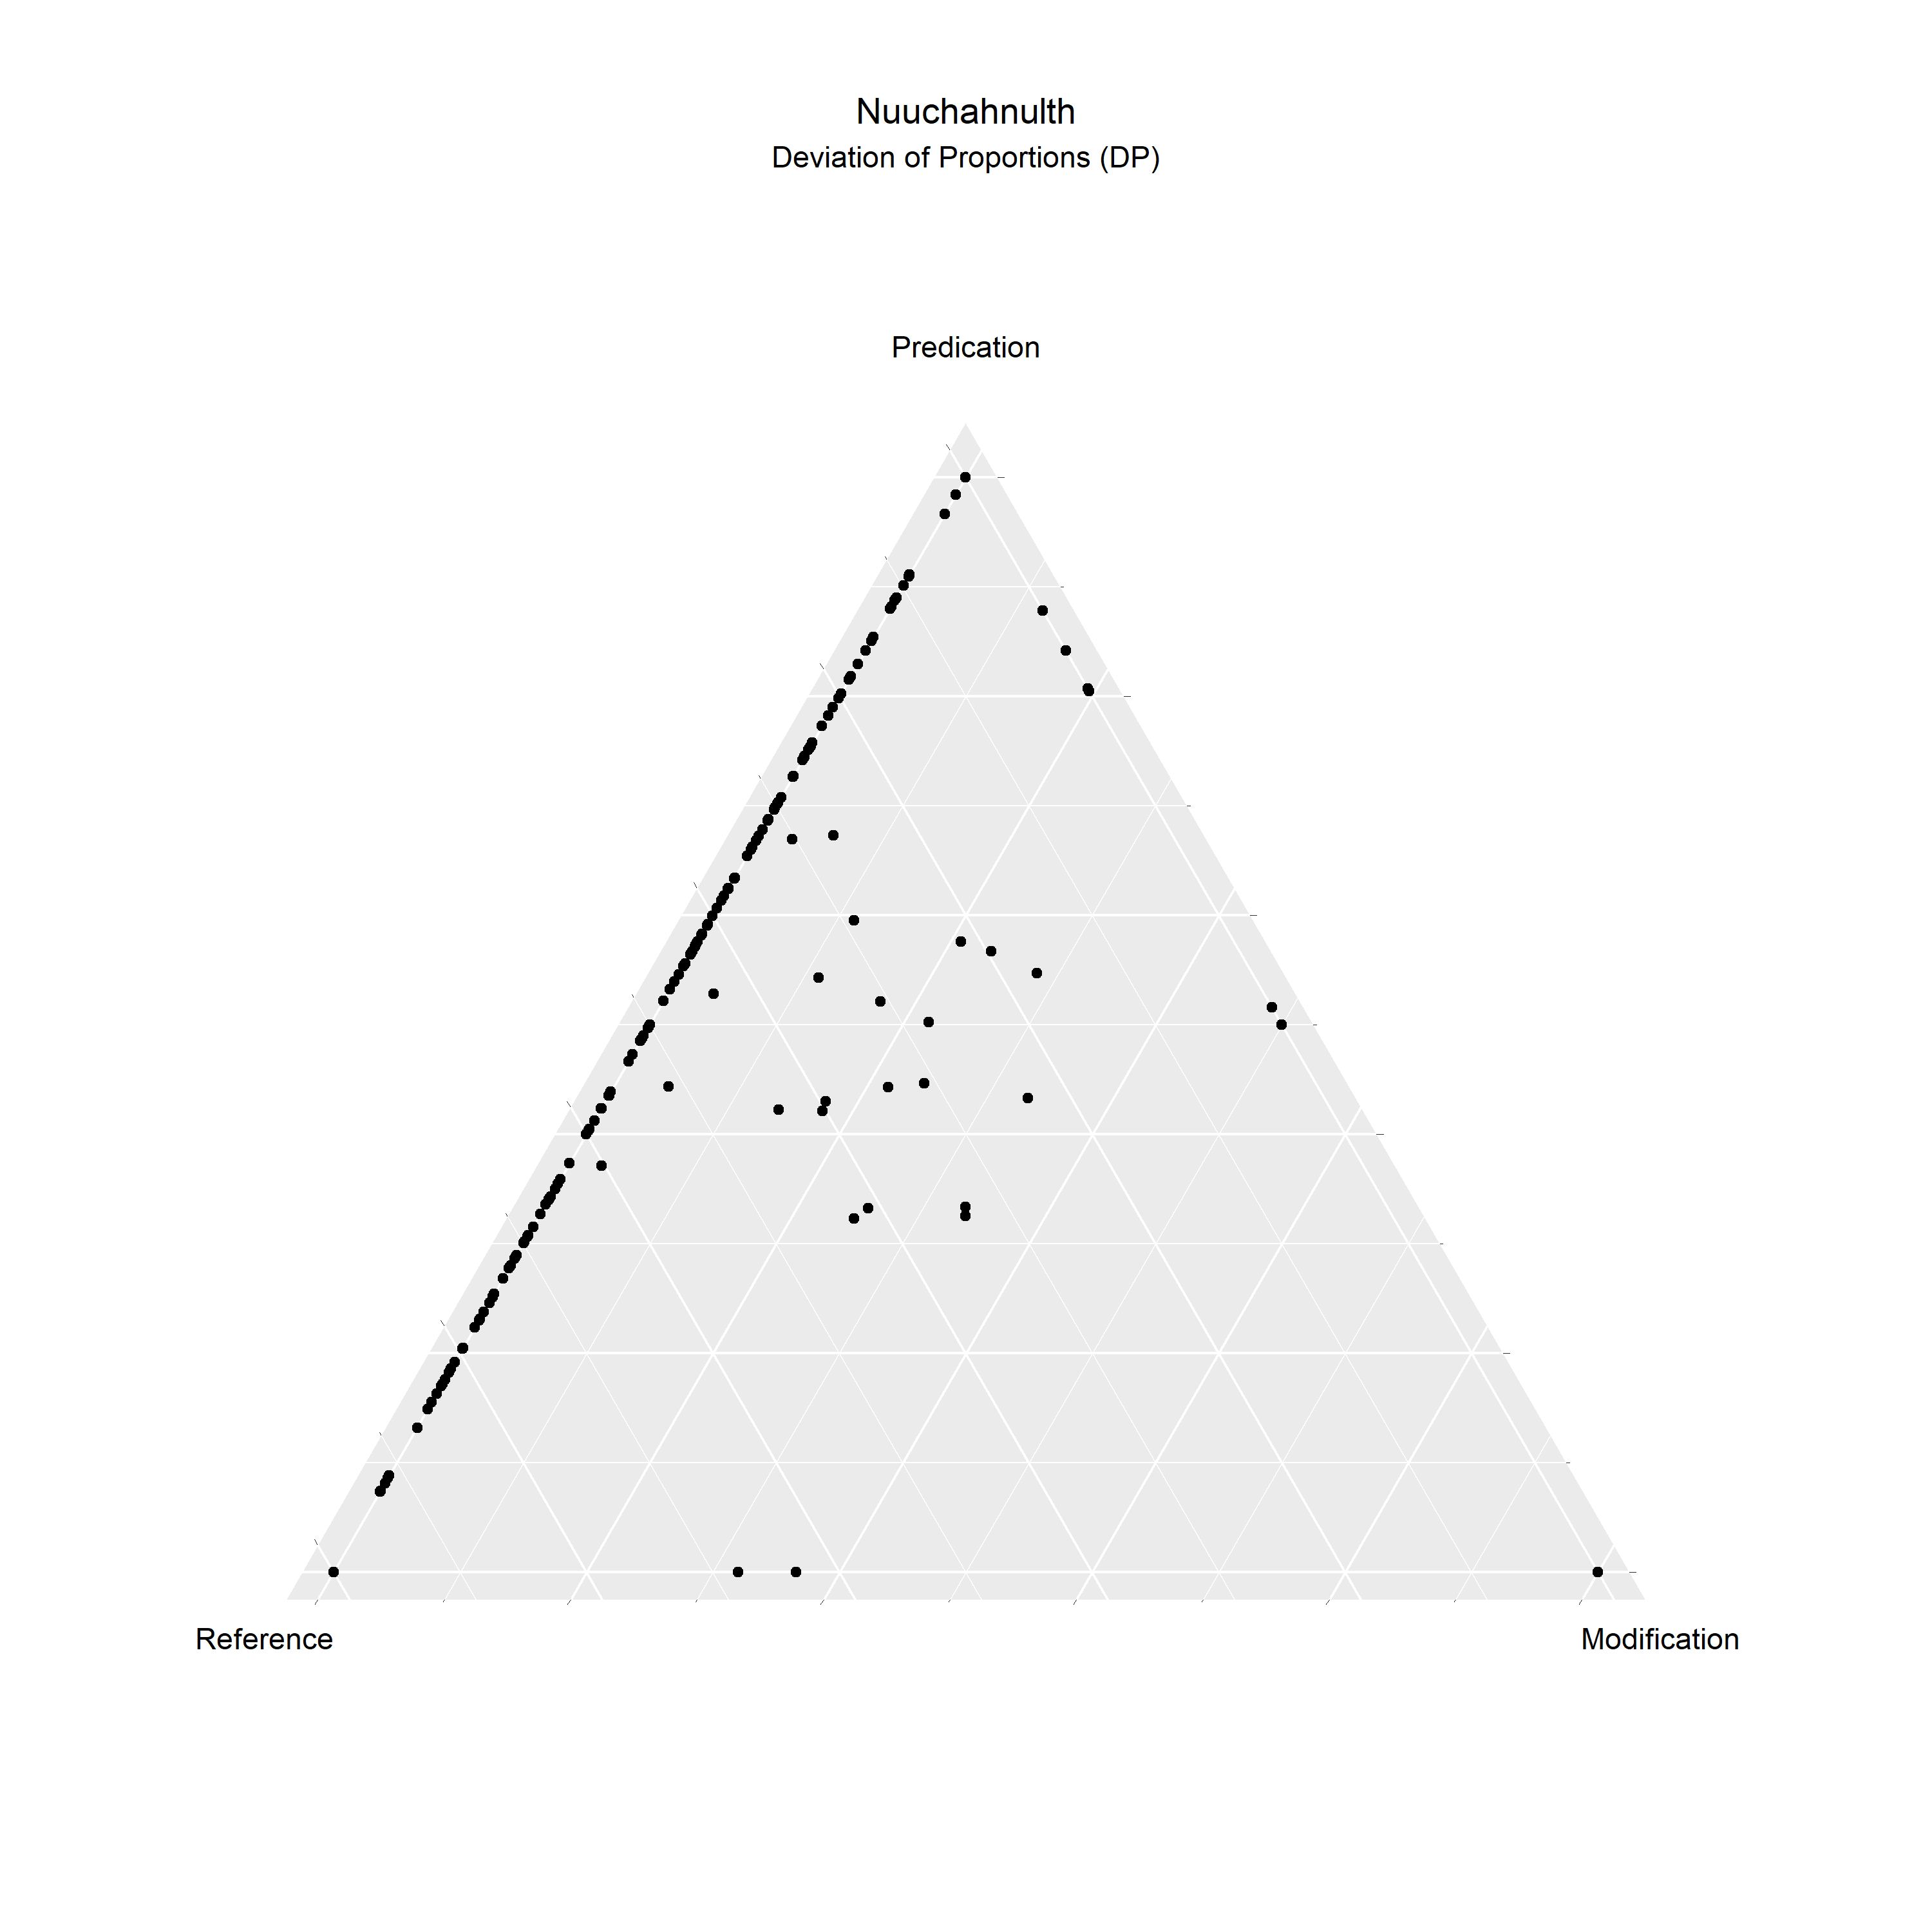 Nuuchahnulth
Deviation of Proportions (DP)
Predication
Reference
Modification